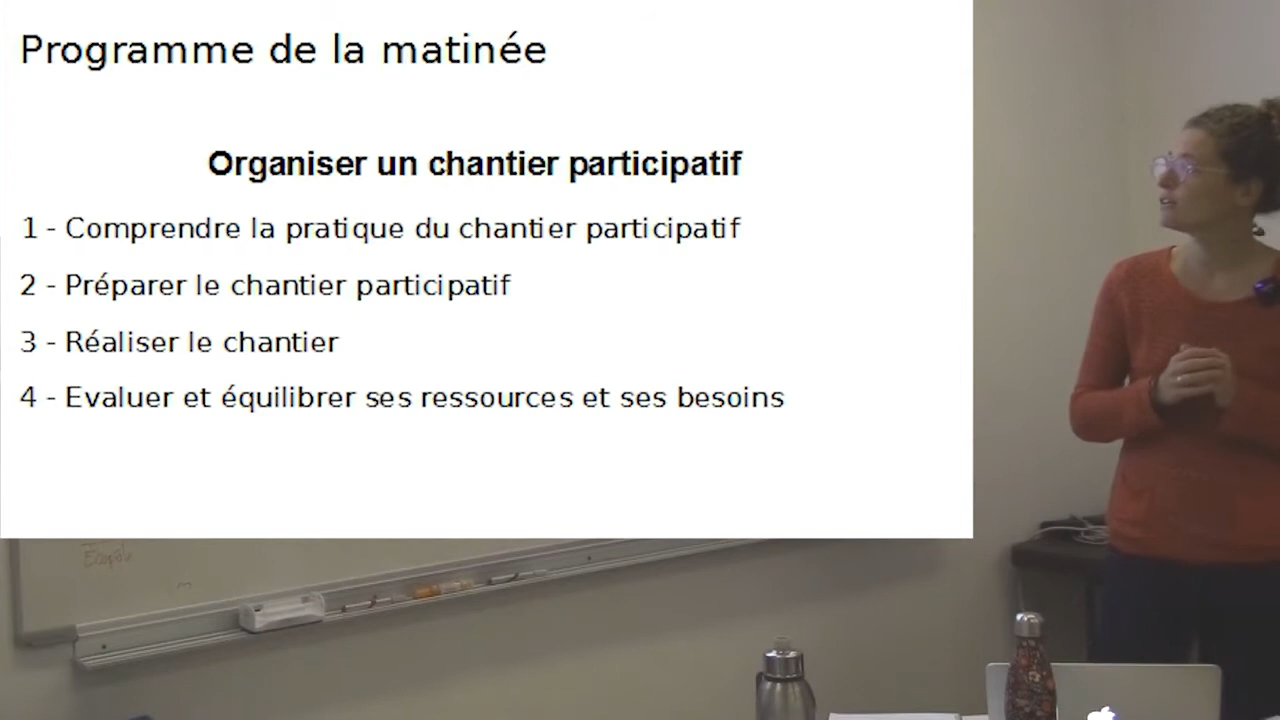 Programme de la matinée
Organiser un chantier participatif
1 - Comprendre la pratique du chantier participatif
2 - Préparer le chantier participatif
3 - Réaliser le chantier
4 - Evaluer et équilibrer ses ressources et ses besoins